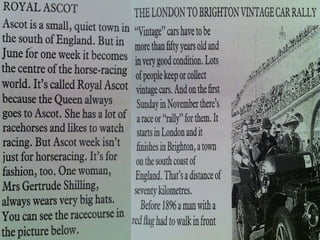 ROYAL ASCOT
Ascot is a small, quiet town in
the south of England. But in
June for one week it becomes
the centre of the horse-racing
world. It's called Royal Ascot
because the Queen always
goes to Ascot. She has a lot of
racehorses and likes to watch
racing. But Ascot week isn't
just for horseracing. It's for
fashion, too. One woman,
Mrs Gertrude Shilling,
always wears very big hats.
You can see the racecourse in
the picture below.
THE LONDON TO BRIGHTON VINTAGE CAR RALLY
"Vintage" cars have to be
more than fifty years old and
in very good condition. Lots
of people keep or collect
vintage cars. And on the first
Sunday in November there's
a race or "rally" for them. It
starts in London and it
finishes in Brighton, a town
on the south coast of
England. That's a distance of
seventy kilometres.
Before 1896 a man with a
red flag had to walk in front